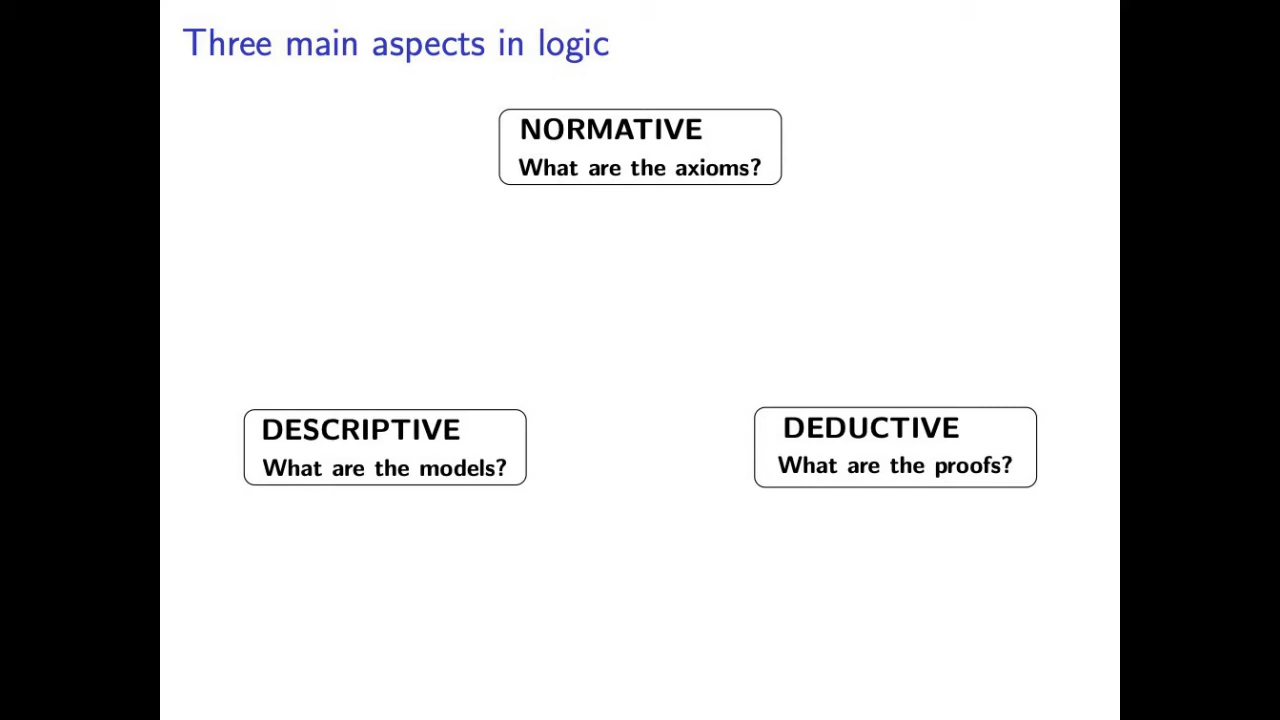 Three main aspects in logic
NORMATIVE
What are the axioms?
DESCRIPTIVE
What are the models?
DEDUCTIVE
What are the proofs?